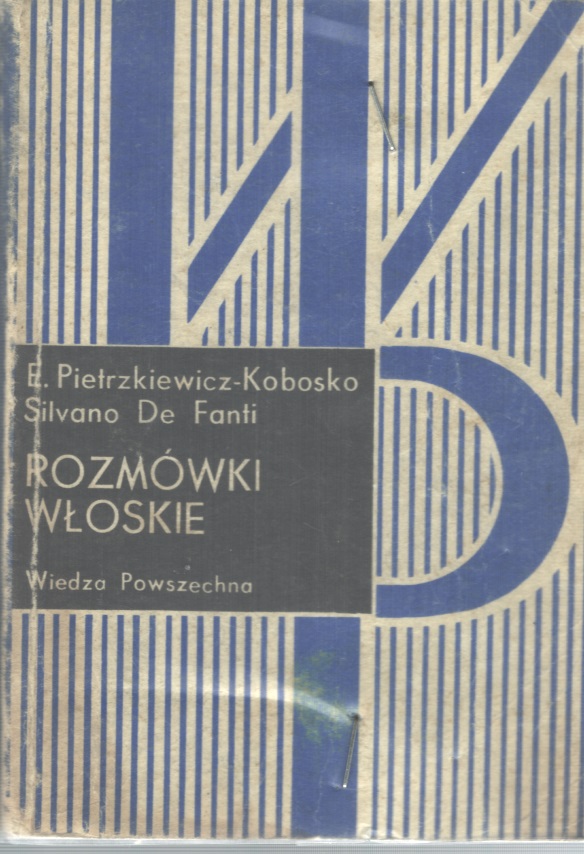 E. Pietrzkiewicz-Kobosko
Silvano De Fanti
ROZMÓWKI
WŁOSKIE
Wiedza Powszechna